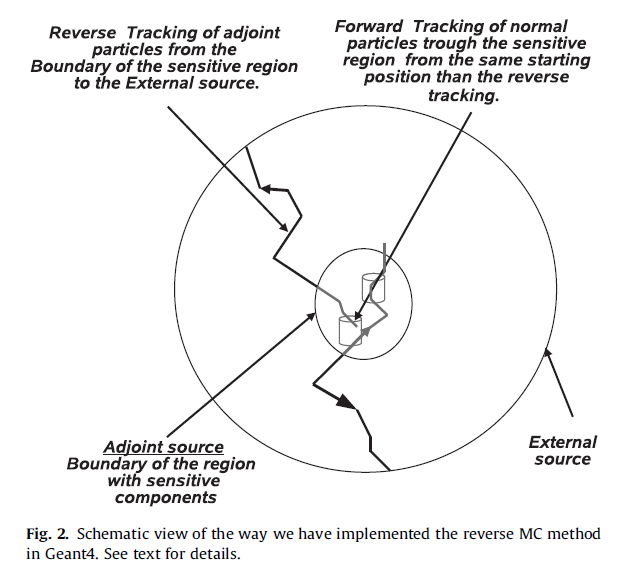 Reverse Tracking of adjoint
particles from the
Boundary of the sensitive region
to the External source.
Forward Tracking of normal
particles trough the sensitive
region from the same starting
position than the reverse
tracking.
Adjoint source
Boundary of the region
with sensitive
components
External
source
Fig. 2. Schematic view of the way we have implemented the reverse MC method
in Geant4. See text for details.